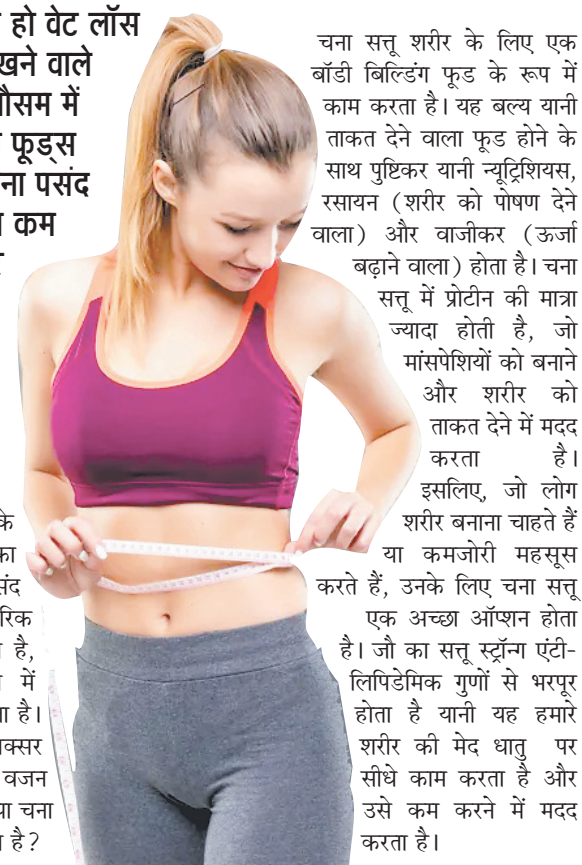 हो वेट लॉस
खने वाले
ौसम में
फूड्स
ना पसंद
कम
के
का
संद
रिक
है,
में
ा है।
क्सर
वजन
या चना
है?
चना सत्तू शरीर के लिए एक
बॉडी बिल्डिंग फूड के रूप में
काम करता है। यह बल्य यानी
ताकत देने वाला फूड होने के
साथ पुष्टिकर यानी न्यूट्रिशियस,
रसायन (शरीर को पोषण देने
वाला) और वाजीकर (ऊर्जा
बढ़ाने वाला) होता है। चना
सत्तू में प्रोटीन की मात्रा
ज्यादा होती है, जो
मांसपेशियों को बनाने
और शरीर को
ताकत देने में मदद
करता है।
इसलिए, जो लोग
शरीर बनाना चाहते हैं
या कमजोरी महसूस
करते हैं, उनके लिए चना सत्तू
एक अच्छा ऑप्शन होता
है। जौ का सत्तू स्ट्रॉन्ग एंटी-
लिपिडेमिक गुणों से भरपूर
होता है यानी यह हमारे
शरीर की मेद धातु पर
सीधे काम करता है और
उसे कम करने में मदद
करता है।